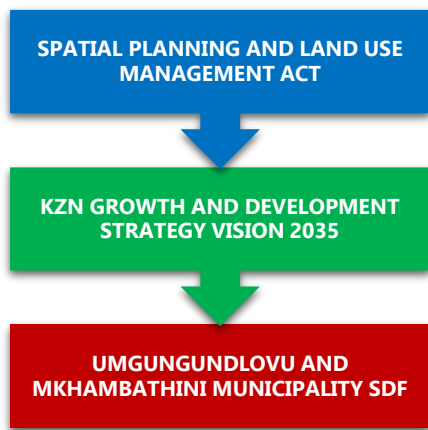 SPATIAL PLANNING AND LAND USE
MANAGEMENT ACT
KZN GROWTH AND DEVELOPMENT
STRATEGY VISION 2035
UMGUNGUNDLOVU AND
MKHAMBATHINI MUNICIPALITY SDF